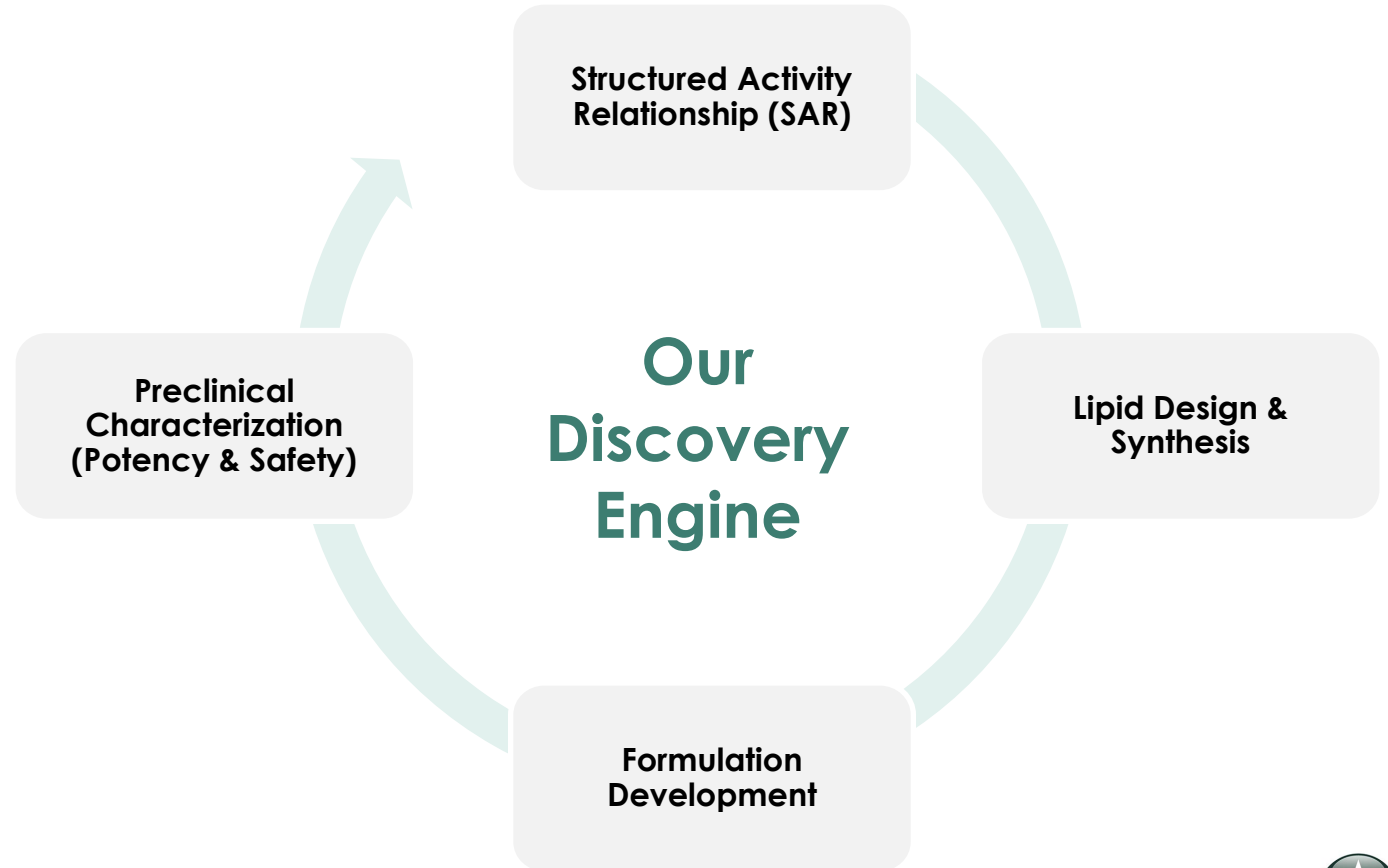 Structured Activity
Relationship (SAR)
Our
Discovery
Engine
Preclinical
Characterization
(Potency & Safety)
Lipid Design &
Synthesis
Formulation
Development